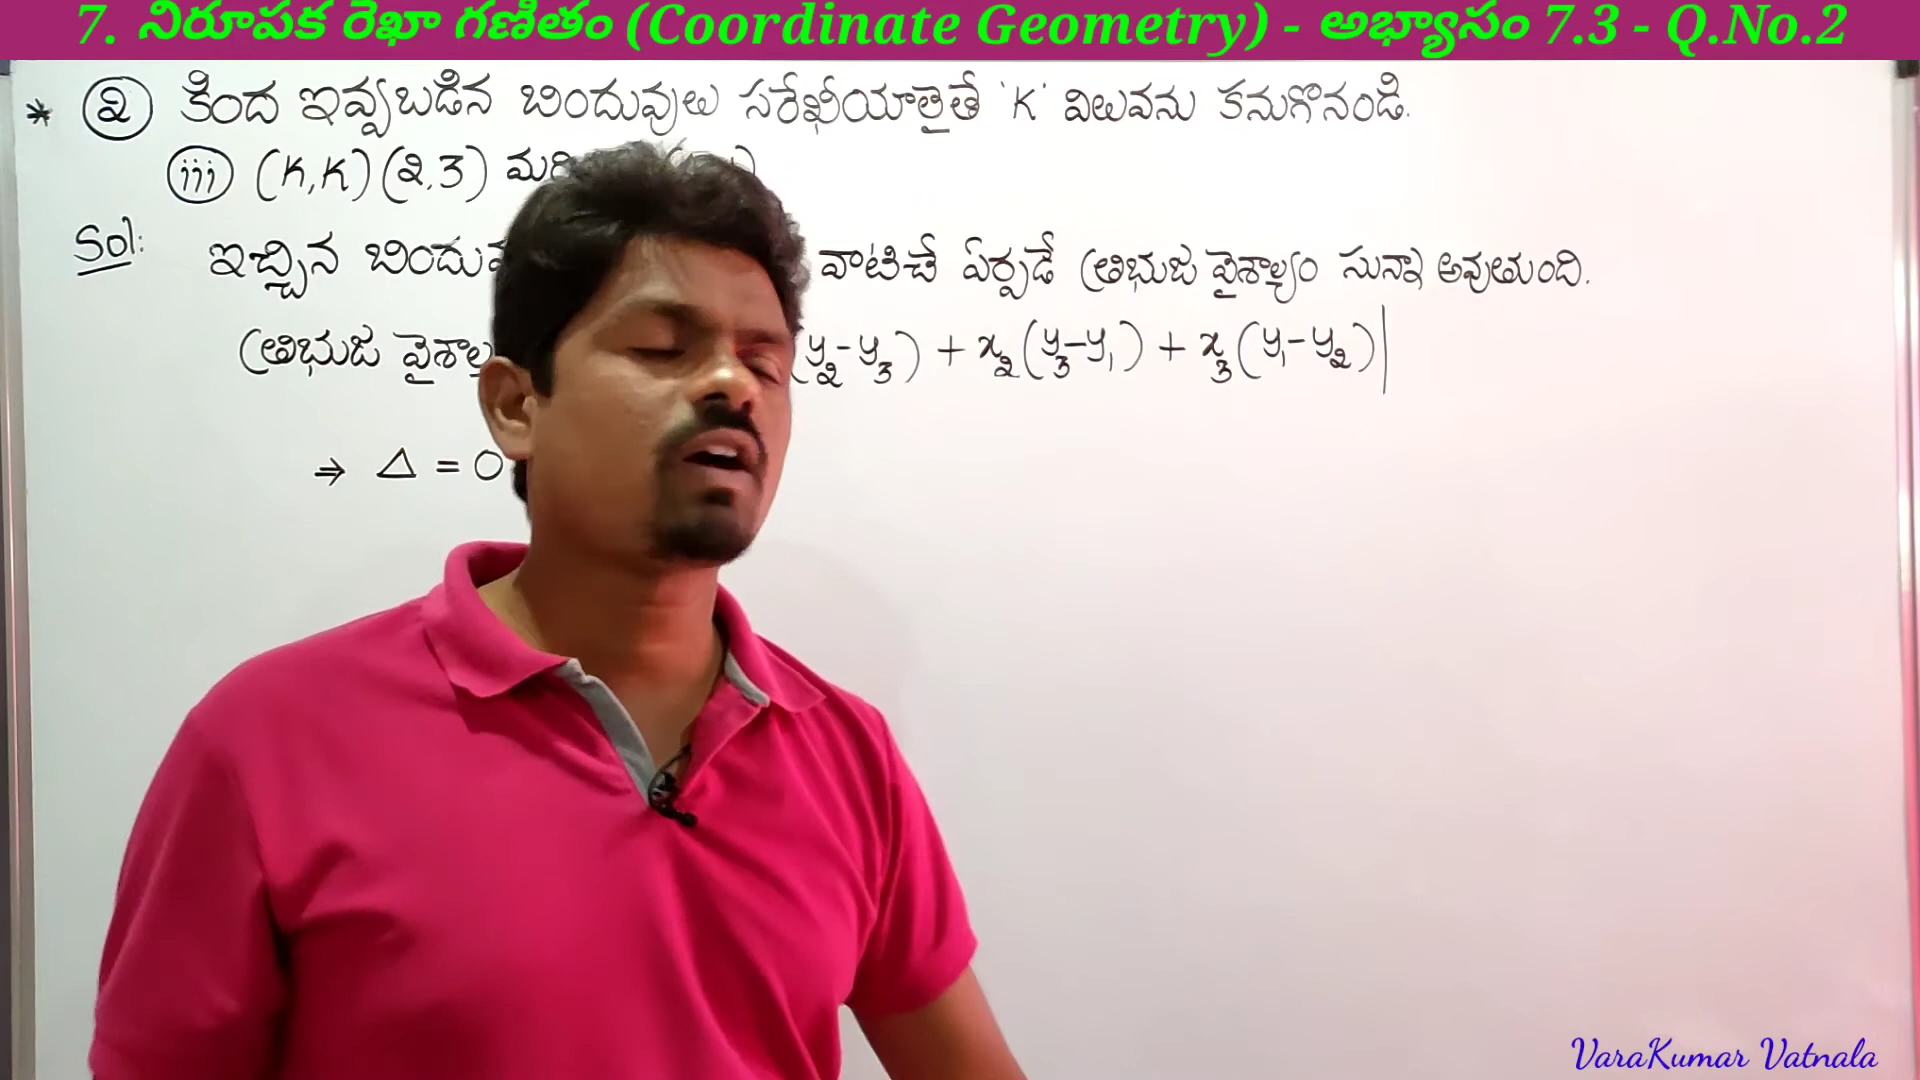 7. నిరూపక రేఖా గణితం (Coordinate Geometry) - అభ్యాసం 7.3 - Q.No.2
* ② కింద ఇవ్వబడిన బిందువులు సరేఖీయాలైతే 'K' విలువను కనుగొనండి.
(iii) (K,K) (2,3)
Sol: ఇచ్చిన వాటిచే ఏర్పడే త్రిభుజ వైశాల్యం సున్నా అవుతుంది.
త్రిభుజ (y₂-y₃) + x₂(y₃-y₁) + x₃(y₁-y₂)|
⇒ Δ = 0
VaraKumar Vatnala